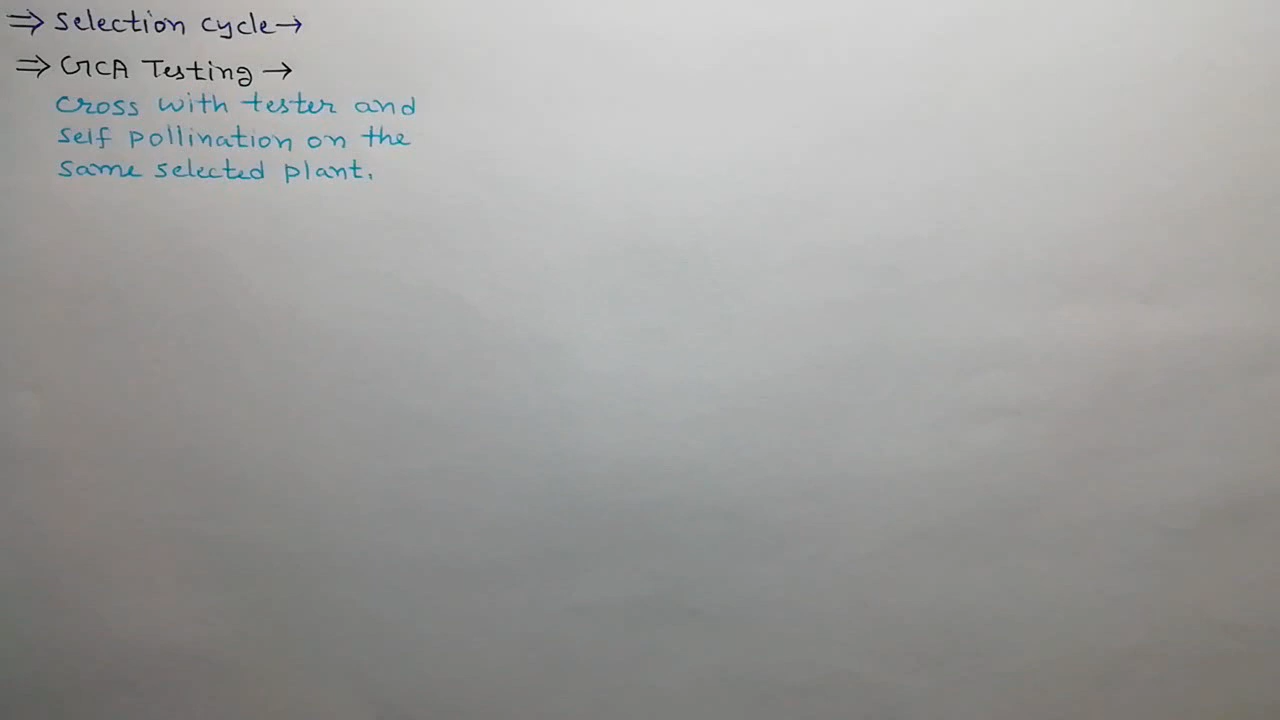 ⇒ Selection cycle →
⇒ GCA Testing →
cross with tester and
self pollination on the
same selected plant.